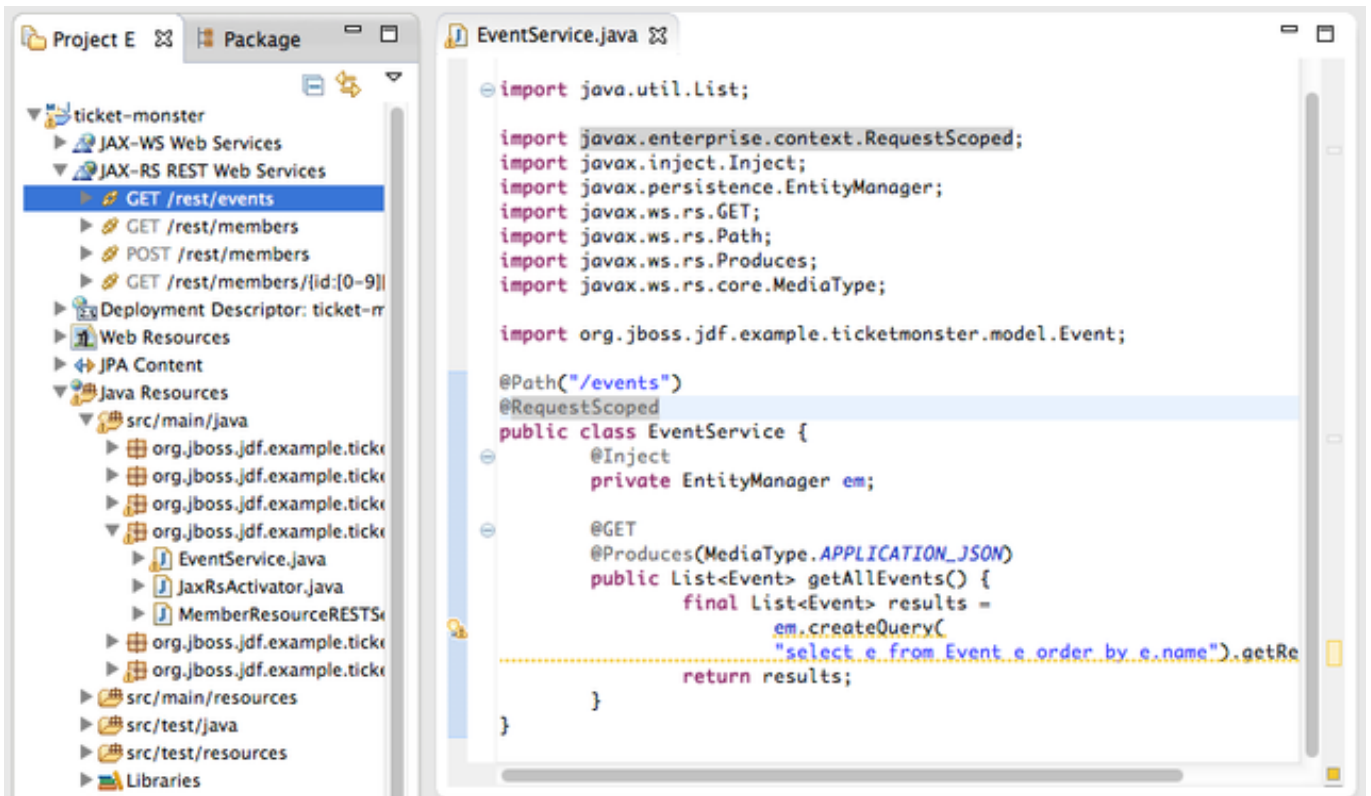 Project E
Package
ticket-monster
JAX-WS Web Services
JAX-RS REST Web Services
GET /rest/events
GET /rest/members
POST /rest/members
GET /rest/members/{id:[0-9][
Deployment Descriptor: ticket-m
Web Resources
JPA Content
Java Resources
src/main/java
org.jboss.jdf.example.ticke
org.jboss.jdf.example.ticke
org.jboss.jdf.example.ticke
org.jboss.jdf.example.ticke
EventService.java
JaxRsActivator.java
MemberResourceRESTSe
org.jboss.jdf.example.ticke
org.jboss.jdf.example.ticke
src/main/resources
src/test/java
src/test/resources
Libraries
EventService.java
import java.util.List;
import javax.enterprise.context.RequestScoped;
import javax.inject.Inject;
import javax.persistence.EntityManager;
import javax.ws.rs.GET;
import javax.ws.rs.Path;
import javax.ws.rs.Produces;
import javax.ws.rs.core.MediaType;
import org.jboss.jdf.example.ticketmonster.model.Event;
@Path("/events")
@RequestScoped
public class EventService {
@Inject
private EntityManager em;
@GET
@Produces(MediaType.APPLICATION_JSON)
public List<Event> getAllEvents() {
final List<Event> results =
em.createQuery(
"select e from Event e order by e.name").getRe
return results;
}
}